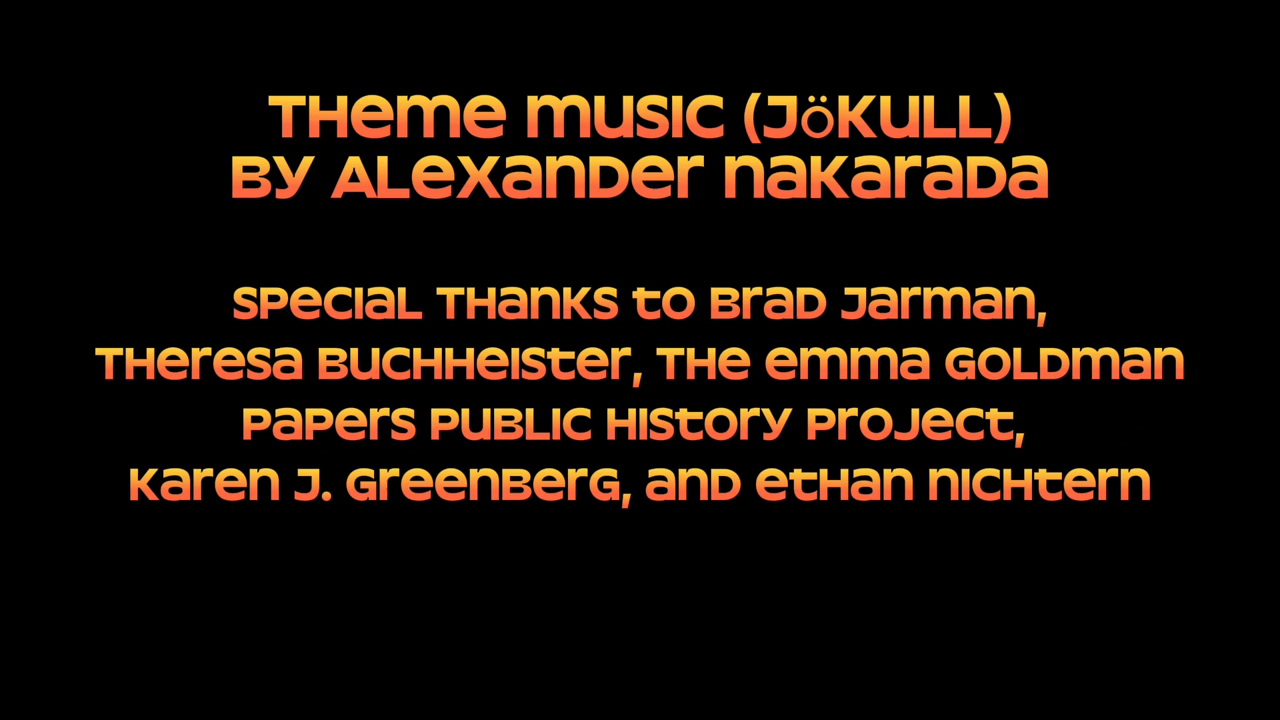 Theme Music (Jökull)
by Alexander Nakarada
Special Thanks to Brad Jarman,
Theresa Buchheister, The Emma Goldman
Papers Public History Project,
Karen J. Greenberg, and Ethan Nichtern